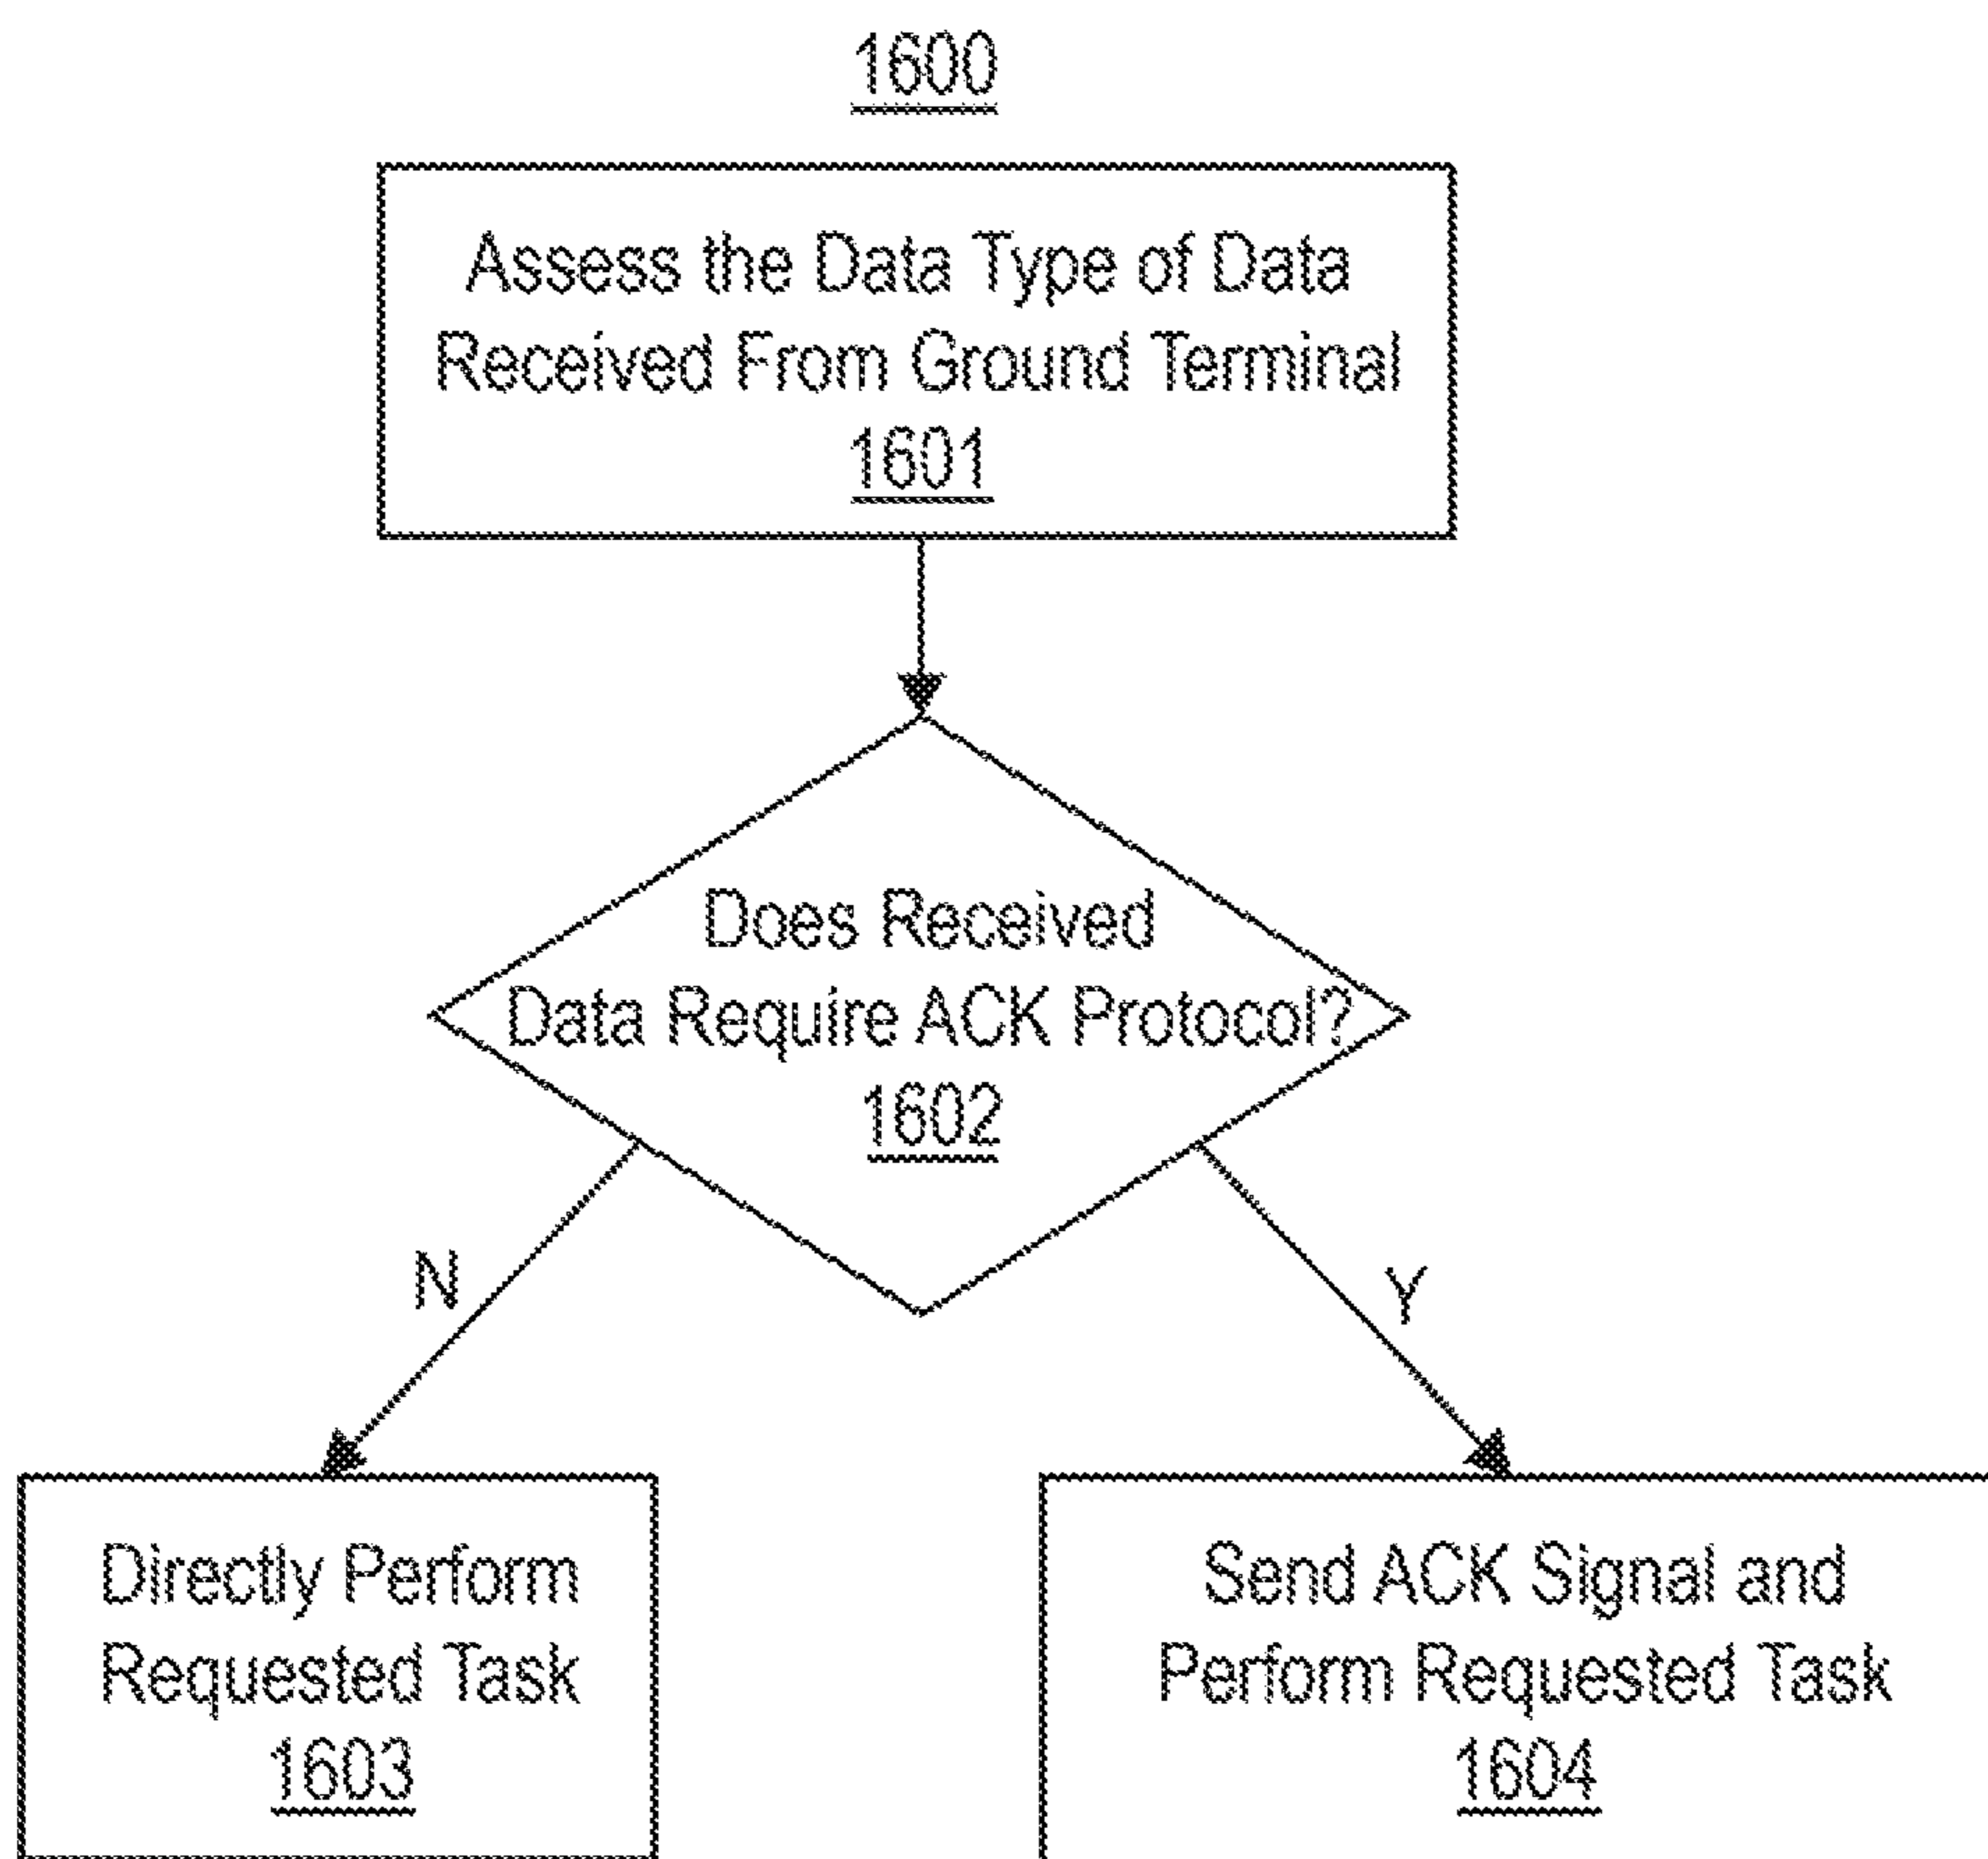 1600
Assess the Data Type of Data
Received From Ground Terminal
1601
Does Received
Data Require ACK Protocol?
1602
N
Y
Directly Perform
Requested Task
1603
Send ACK Signal and
Perform Requested Task
1604